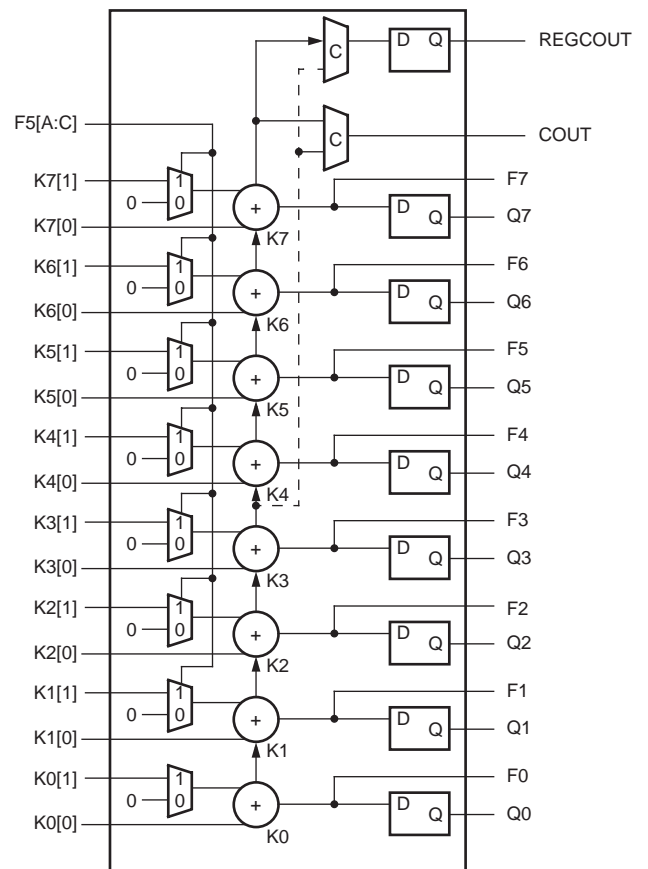 D Q
REGCOUT
C
F5[A:C]
C
COUT
K7[1]
1
0
0
K7[0]
+
K7
F7
D
Q
Q7
K6[1]
1
0
0
K6[0]
+
K6
F6
D
Q
Q6
K5[1]
1
0
0
K5[0]
+
K5
F5
D
Q
Q5
K4[1]
1
0
0
K4[0]
+
K4
F4
D
Q
Q4
K3[1]
1
0
0
K3[0]
+
K3
F3
D
Q
Q3
K2[1]
1
0
0
K2[0]
+
K2
F2
D
Q
Q2
K1[1]
1
0
0
K1[0]
+
K1
F1
D
Q
Q1
K0[1]
1
0
0
K0[0]
+
K0
F0
D
Q
Q0